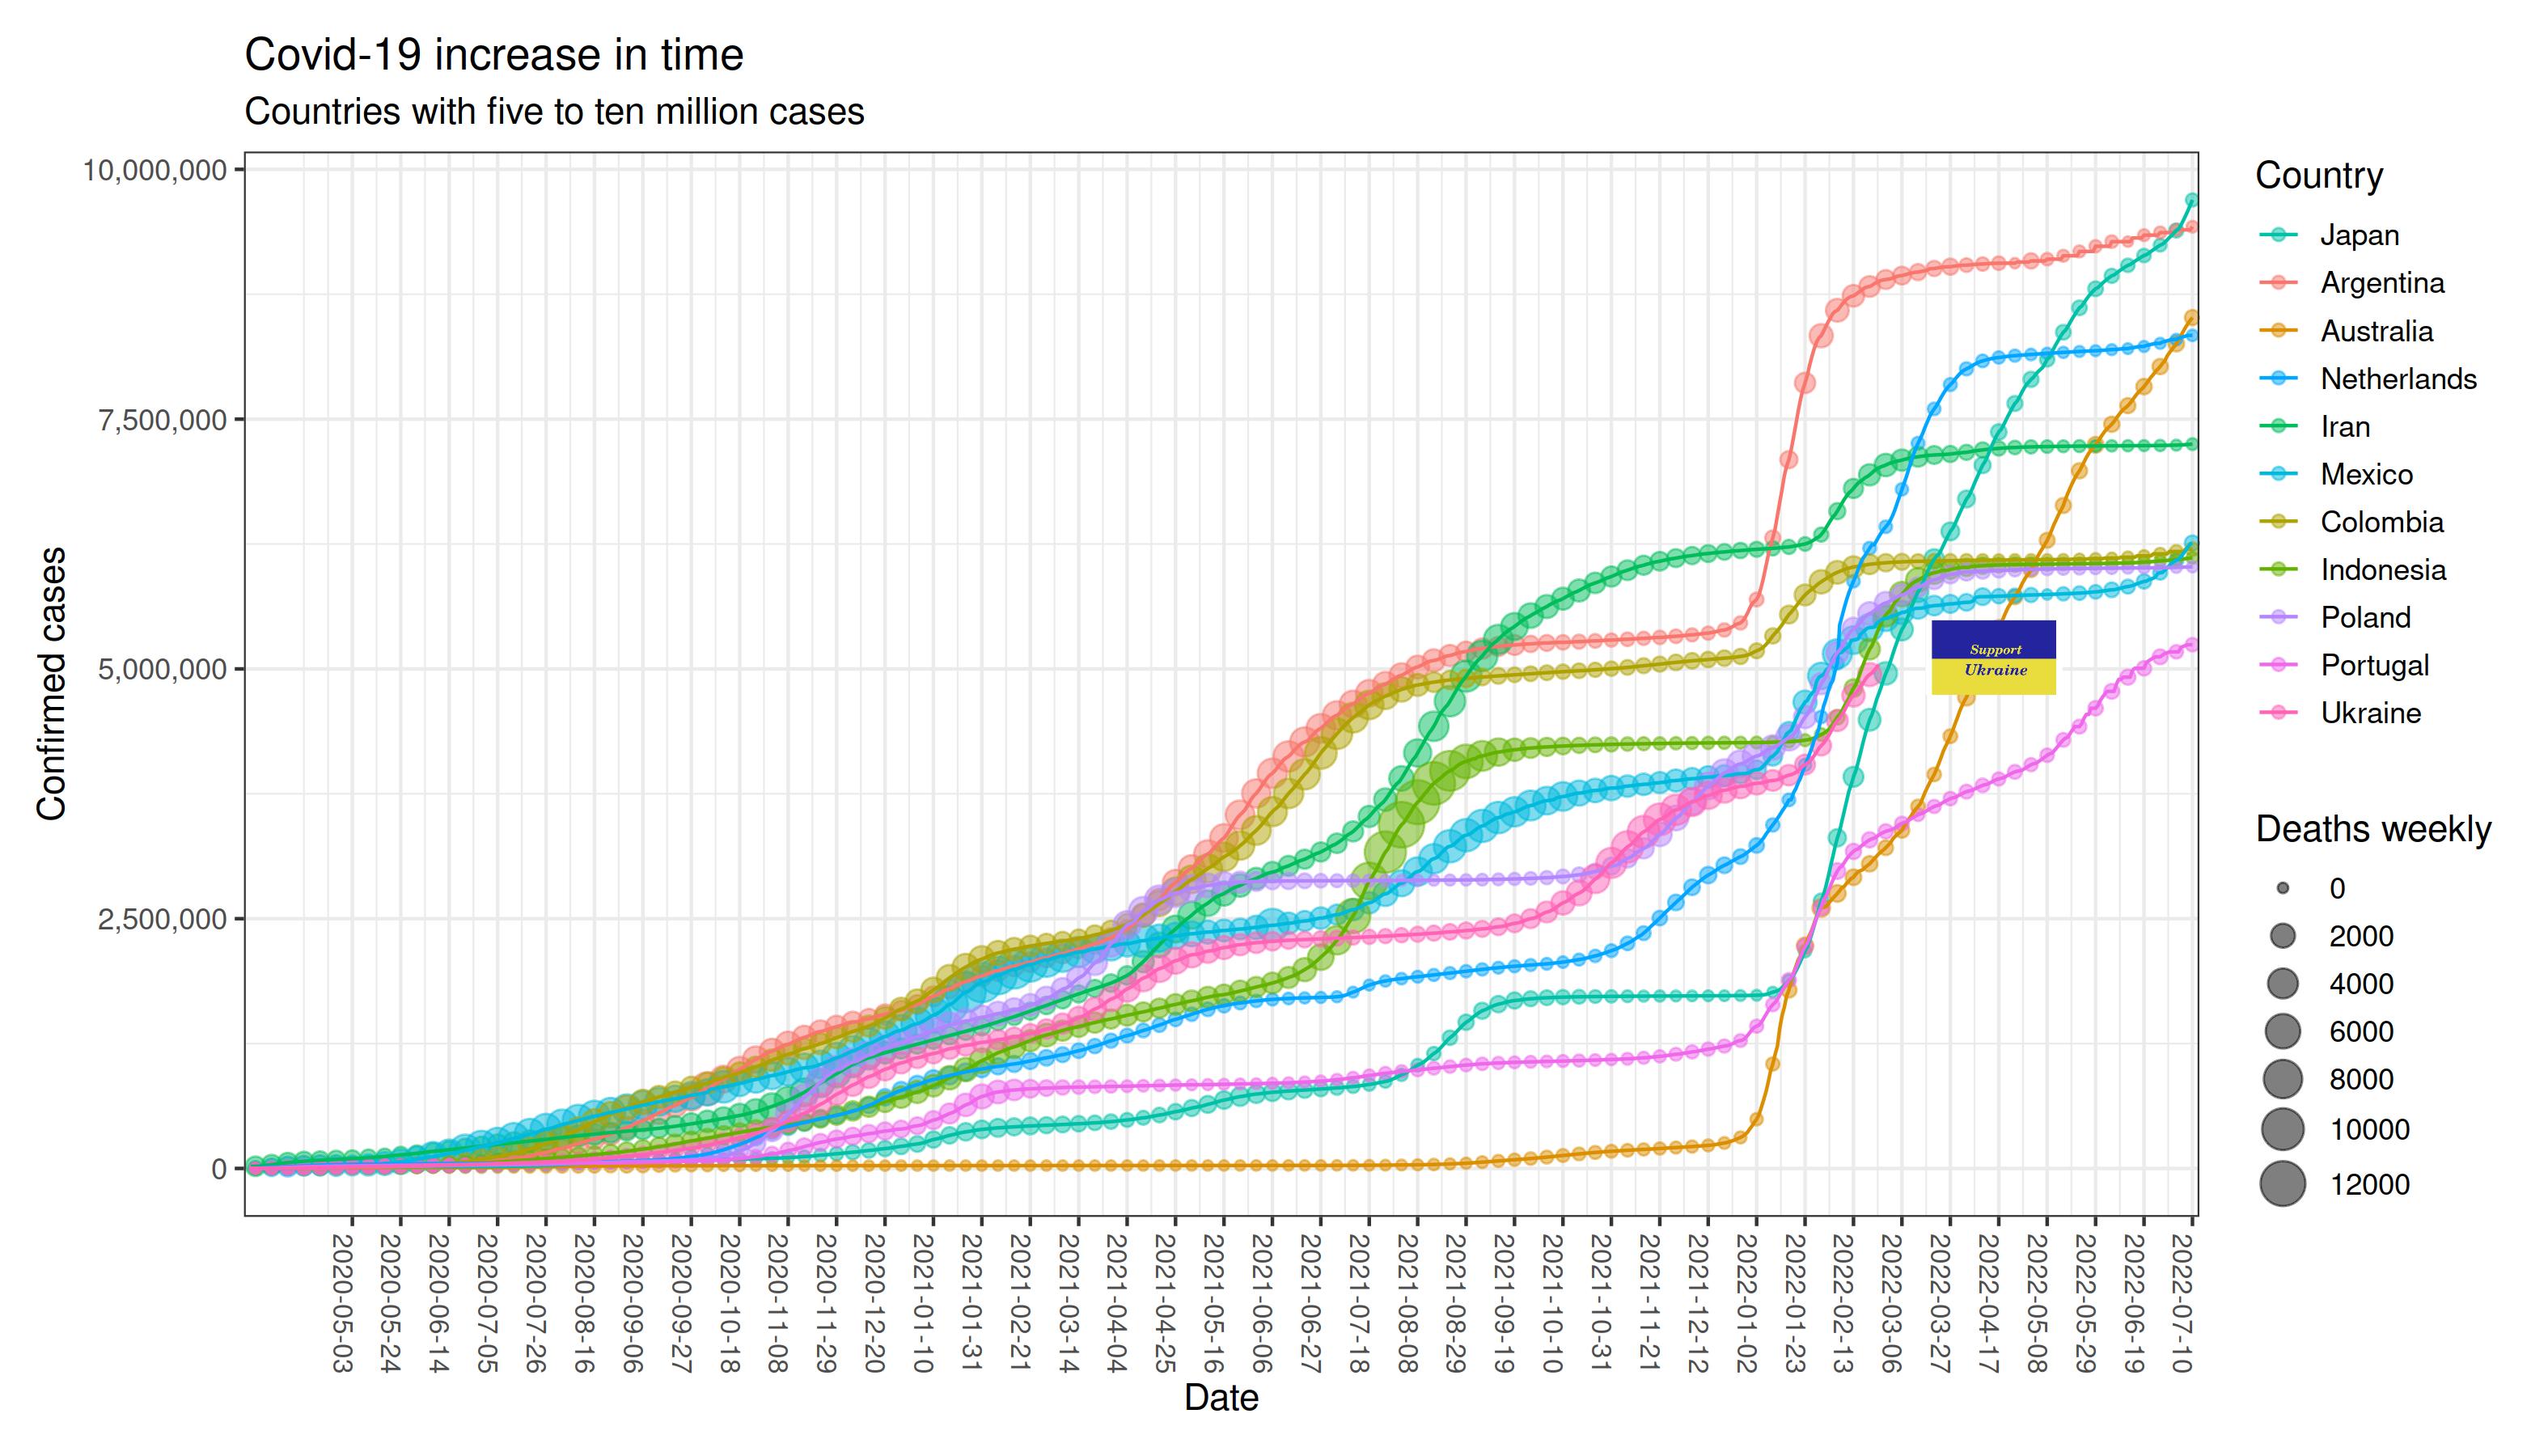 Covid-19 increase in time
Countries with five to ten million cases
Confirmed cases
10,000,000
7,500,000
5,000,000
2,500,000
0
Support
Ukraine
2020-05-03
2020-05-24
2020-06-14
2020-07-05
2020-07-26
2020-08-16
2020-09-06
2020-09-27
2020-10-18
2020-11-08
2020-11-29
2020-12-20
2021-01-10
2021-01-31
2021-02-21
2021-03-14
2021-04-04
2021-04-25
2021-05-16
2021-06-06
2021-06-27
2021-07-18
2021-08-08
2021-08-29
2021-09-19
2021-10-10
2021-10-31
2021-11-21
2021-12-12
2022-01-02
2022-01-23
2022-02-13
2022-03-06
2022-03-27
2022-04-17
2022-05-08
2022-05-29
2022-06-19
2022-07-10
Date
Country
Japan
Argentina
Australia
Netherlands
Iran
Mexico
Colombia
Indonesia
Poland
Portugal
Ukraine
Deaths weekly
0
2000
4000
6000
8000
10000
12000